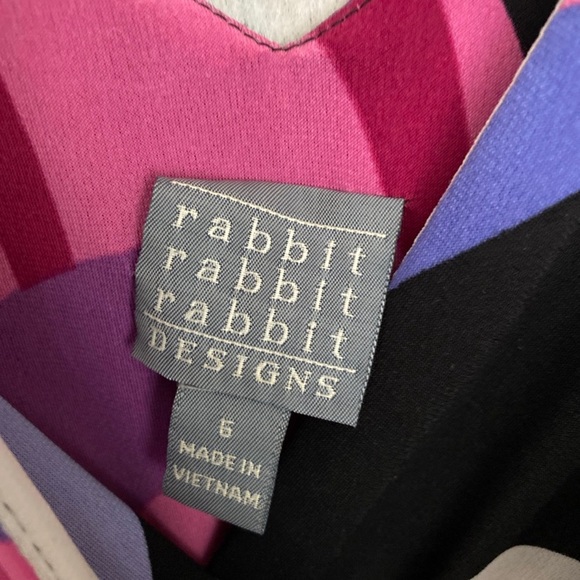 rabbit
rabbit
rabbit
DESIGNS
6
MADE IN
VIETNAM